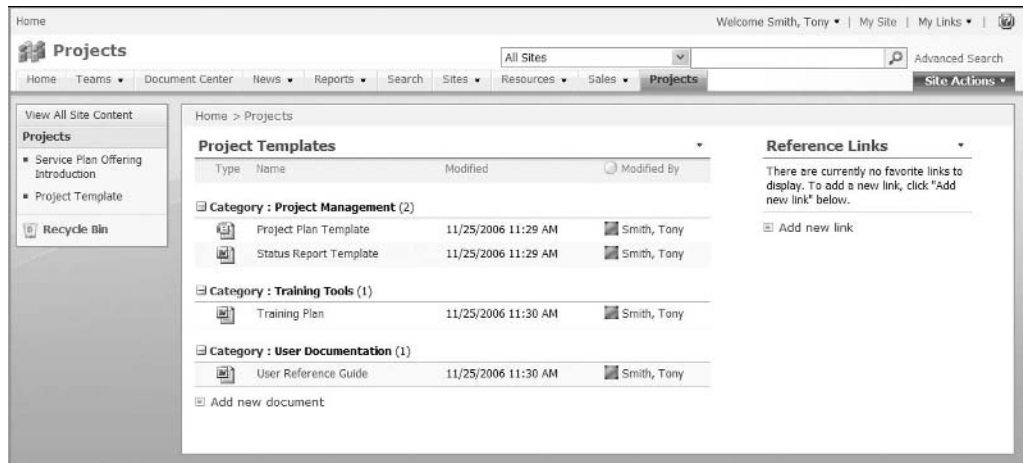 Home
Welcome Smith, Tony | My Site | My Links |
Projects
All Sites
Advanced Search
Home Teams Document Center News Reports Search Sites Resources Sales Projects
Site Actions
View All Site Content
Projects
Service Plan Offering
Introduction
Project Template
Recycle Bin
Home > Projects
Project Templates
Type Name Modified Modified By
Category : Project Management (2)
Project Plan Template 11/25/2006 11:29 AM Smith, Tony
Status Report Template 11/25/2006 11:29 AM Smith, Tony
Category : Training Tools (1)
Training Plan 11/25/2006 11:30 AM Smith, Tony
Category : User Documentation (1)
User Reference Guide 11/25/2006 11:30 AM Smith, Tony
Add new document
Reference Links
There are currently no favorite links to
display. To add a new link, click "Add
new link" below.
Add new link